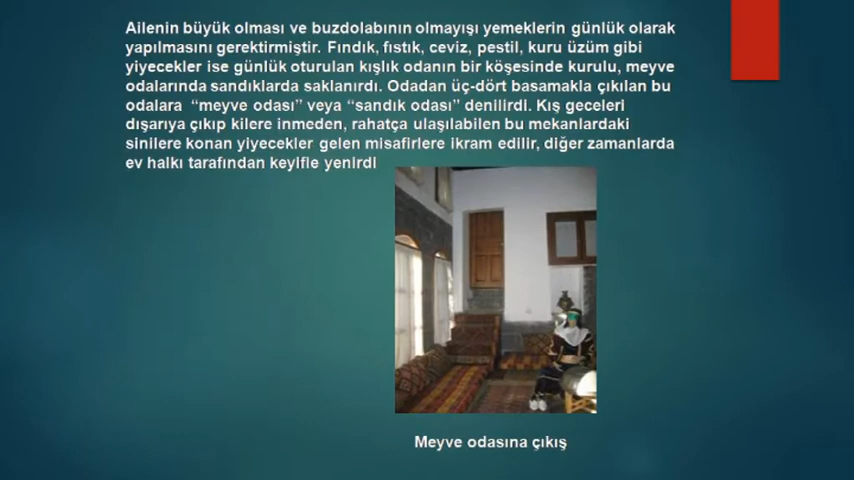 Ailenin büyük olması ve buzdolabının olmayışı yemeklerin günlük olarak
yapılmasını gerektirmiştir. Fındık, fıstık, ceviz, pestil, kuru üzüm gibi
yiyecekler ise günlük oturulan kışlık odanın bir köşesinde kurulu, meyve
odalarında sandıklarda saklanırdı. Odadan üç-dört basamakla çıkılan bu
odalara “meyve odası” veya “sandık odası” denilirdi. Kış geceleri
dışarıya çıkıp kilere inmeden, rahatça ulaşılabilen bu mekanlardaki
sinilere konan yiyecekler gelen misafirlere ikram edilir, diğer zamanlarda
ev halkı tarafından keyifle yenirdi
Meyve odasına çıkış